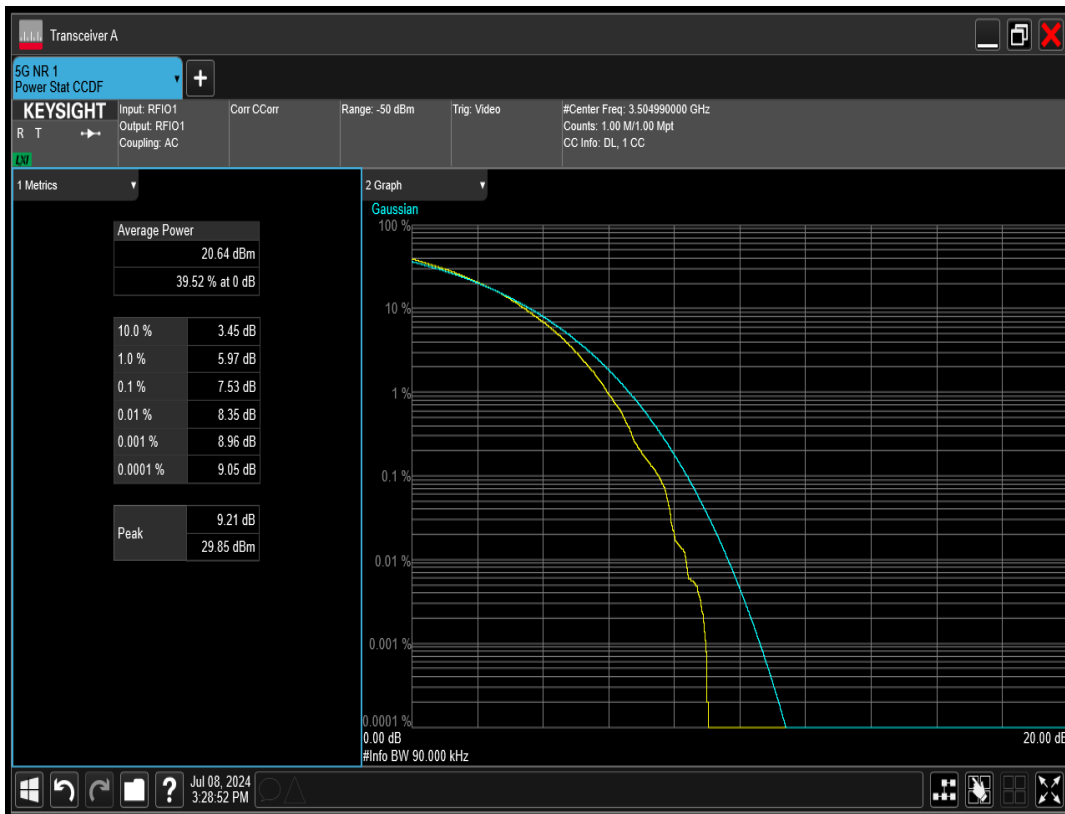 Transceiver A
5G NR 1
Power Stat CCDF
+
KEYSIGHT
R T
LXI
Input: RFIO1
Output: RFIO1
Coupling: AC
Corr CCorr
Range: -50 dBm
Trig: Video
#Center Freq: 3.504990000 GHz
Counts: 1.00 M/1.00 Mpt
CC Info: DL, 1 CC
1 Metrics
Average Power
20.64 dBm
39.52 % at 0 dB
10.0 % 3.45 dB
1.0 % 5.97 dB
0.1 % 7.53 dB
0.01 % 8.35 dB
0.001 % 8.96 dB
0.0001 % 9.05 dB
Peak
9.21 dB
29.85 dBm
2 Graph
Gaussian
100 %
10 %
1 %
0.1 %
0.01 %
0.001 %
0.0001 %
0.00 dB 20.00 dB
#Info BW 90.000 kHz
?
Jul 08, 2024
3:28:52 PM